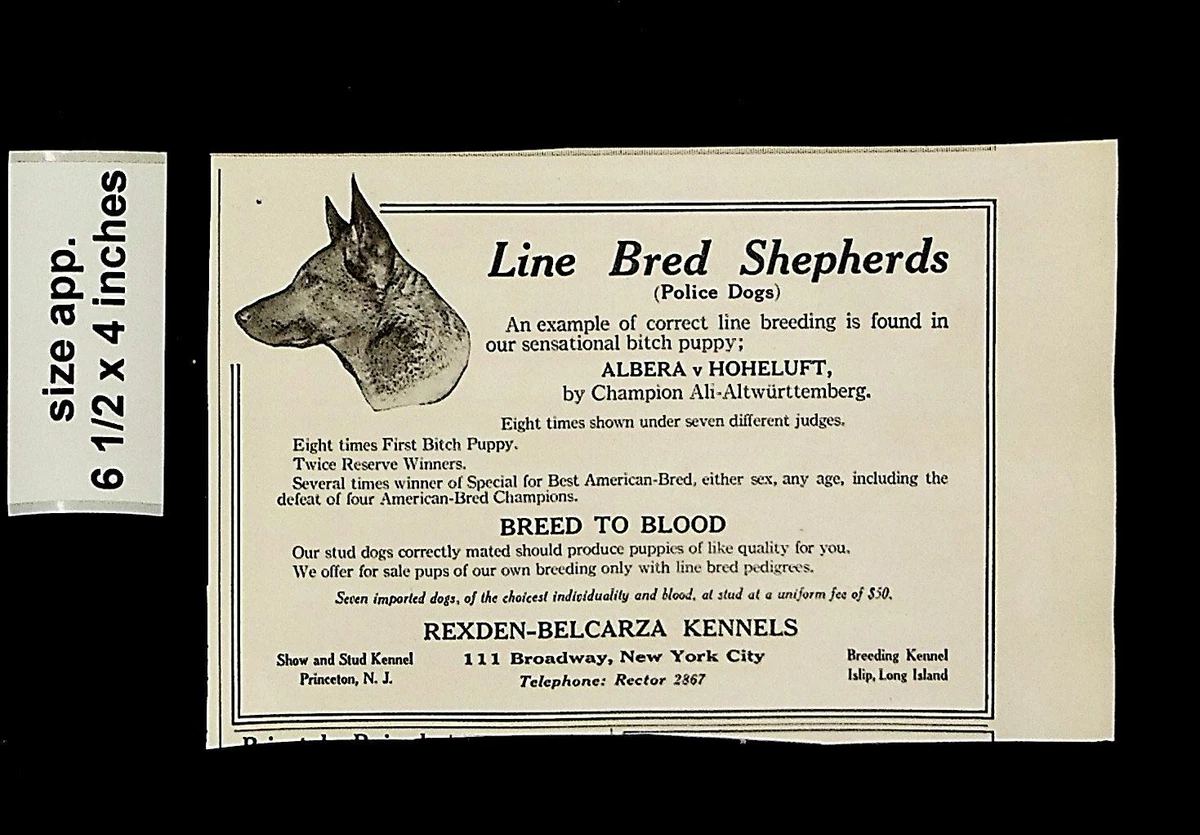 size app.
6 1/2 x 4 inches
Line Bred Shepherds
(Police Dogs)
An example of correct line breeding is found in
our sensational bitch puppy;
ALBERA v HOHELUFT,
by Champion Ali-Altwürttemberg.
Eight times shown under seven different judges.
Eight times First Bitch Puppy.
Twice Reserve Winners.
Several times winner of Special for Best American-Bred, either sex, any age, including the
defeat of four American-Bred Champions.
BREED TO BLOOD
Our stud dogs correctly mated should produce puppies of like quality for you.
We offer for sale pups of our own breeding only with line bred pedigrees.
Seven imported dogs, of the choicest individuality and blood, at stud at a uniform fee of $50.
REXDEN-BELCARZA KENNELS
Show and Stud Kennel
Princeton, N. J.
111 Broadway, New York City
Telephone: Rector 2867
Breeding Kennel
Islip, Long Island